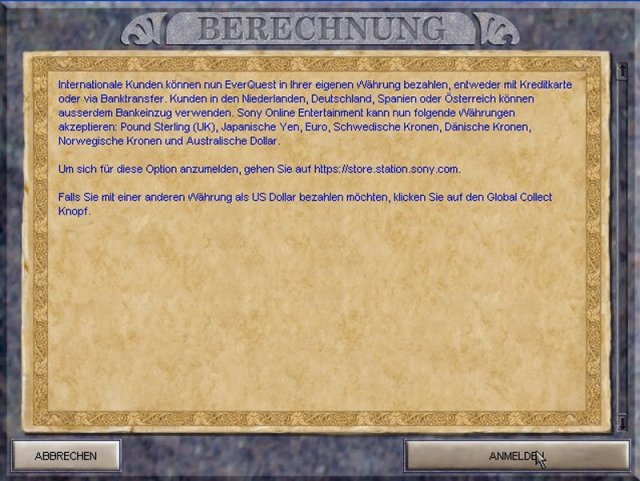 BERECHNUNG
Internationale Kunden können nun EverQuest in Ihrer eigenen Währung bezahlen, entweder mit Kreditkarte
oder via Banktransfer. Kunden in den Niederlanden, Deutschland, Spanien oder Österreich können
ausserdem Bankeinzug verwenden. Sony Online Entertainment kann nun folgende Währungen
akzeptieren: Pound Sterling (UK), Japanische Yen, Euro, Schwedische Kronen, Dänische Kronen,
Norwegische Kronen und Australische Dollar.
Um sich für diese Option anzumelden, gehen Sie auf https://store.station.sony.com.
Falls Sie mit einer anderen Währung als US Dollar bezahlen möchten, klicken Sie auf den Global Collect
Knopf.
ABBRECHEN
ANMELDEN